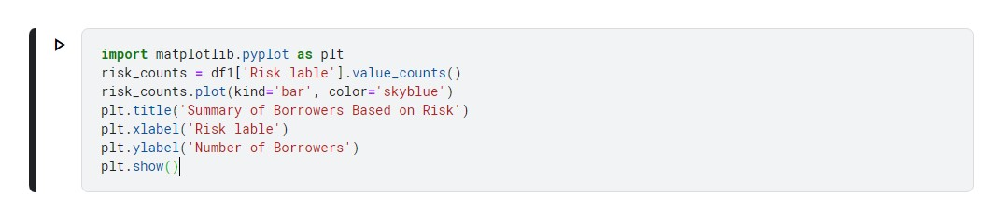 import matplotlib.pyplot as plt
risk_counts = df1['Risk lable'].value_counts()
risk_counts.plot(kind='bar', color='skyblue')
plt.title('Summary of Borrowers Based on Risk')
plt.xlabel('Risk lable')
plt.ylabel('Number of Borrowers')
plt.show()